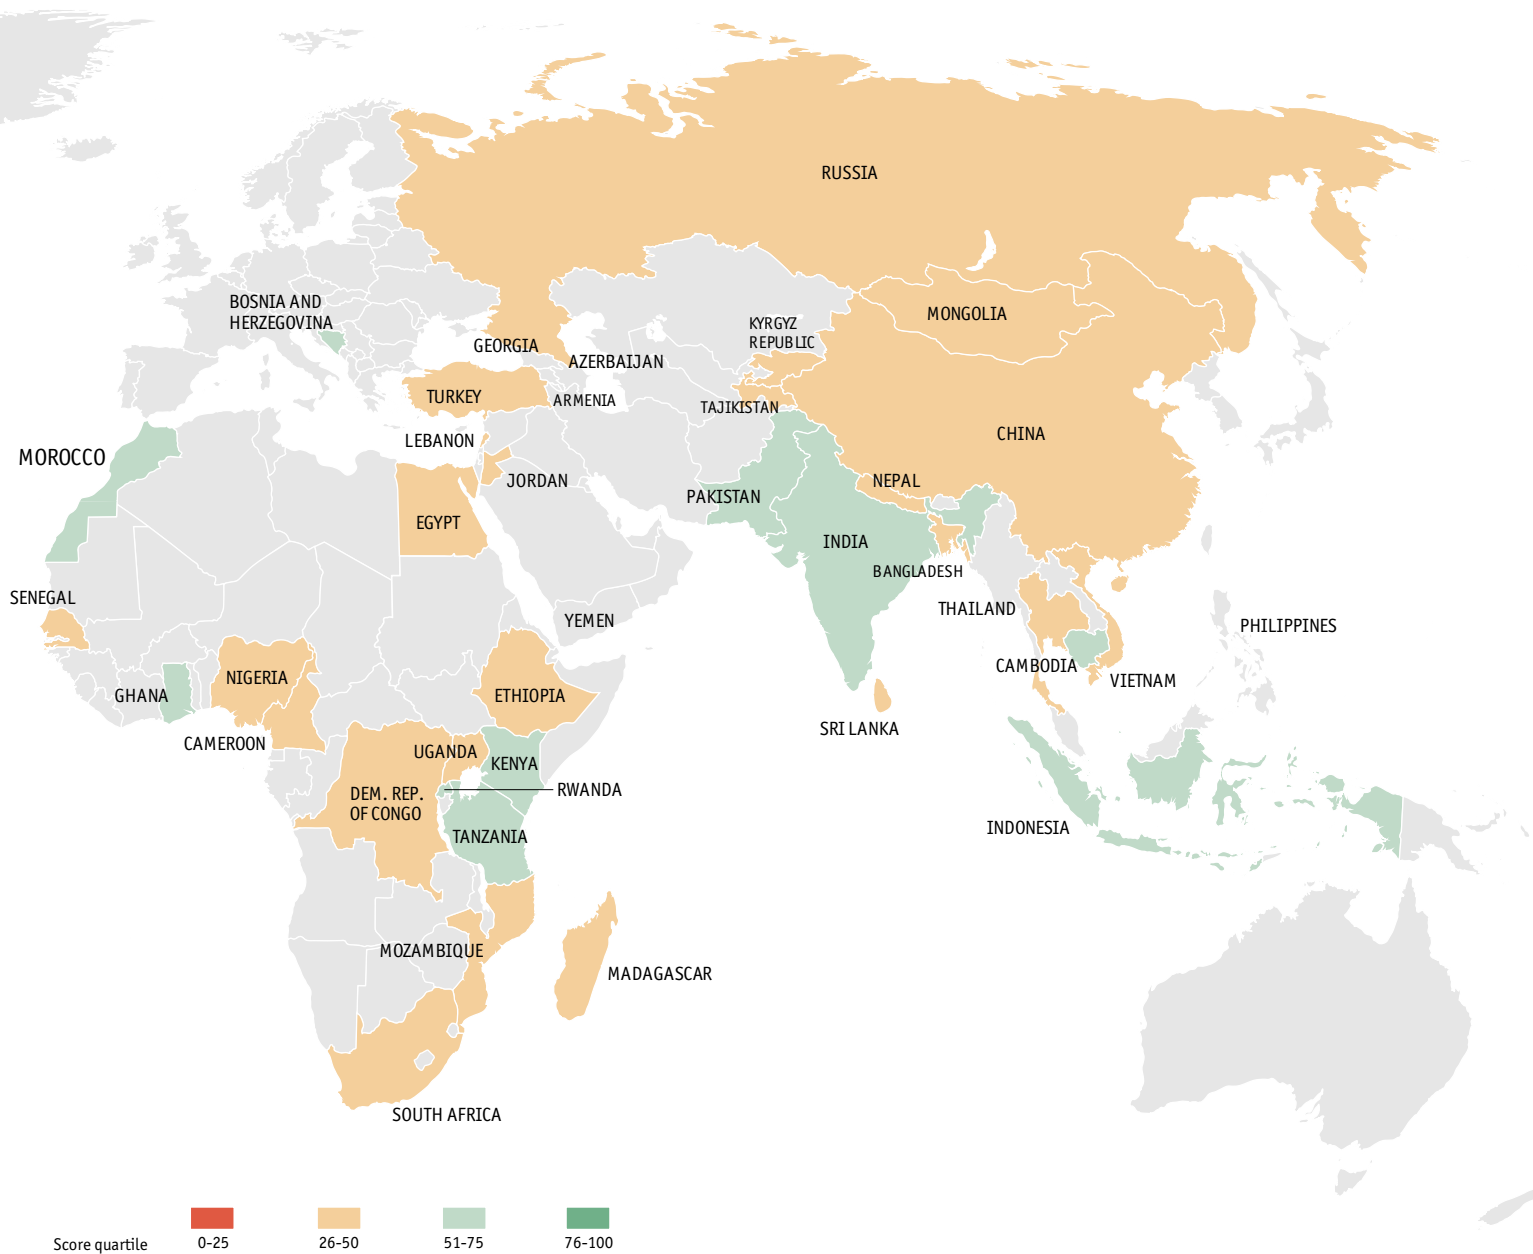 RUSSIA
BOSNIA AND
HERZEGOVINA
MONGOLIA
KYRGYZ
REPUBLIC
GEORGIA
AZERBAIJAN
TURKEY
ARMENIA
TAJIKISTAN
CHINA
LEBANON
MOROCCO
JORDAN
NEPAL
PAKISTAN
EGYPT
INDIA
BANGLADESH
SENEGAL
THAILAND
YEMEN
PHILIPPINES
CAMBODIA
VIETNAM
NIGERIA
GHANA
ETHIOPIA
SRI LANKA
CAMEROON
UGANDA
KENYA
RWANDA
DEM. REP.
OF CONGO
INDONESIA
TANZANIA
MOZAMBIQUE
MADAGASCAR
SOUTH AFRICA
Score quartile 0-25 26-50 51-75 76-100